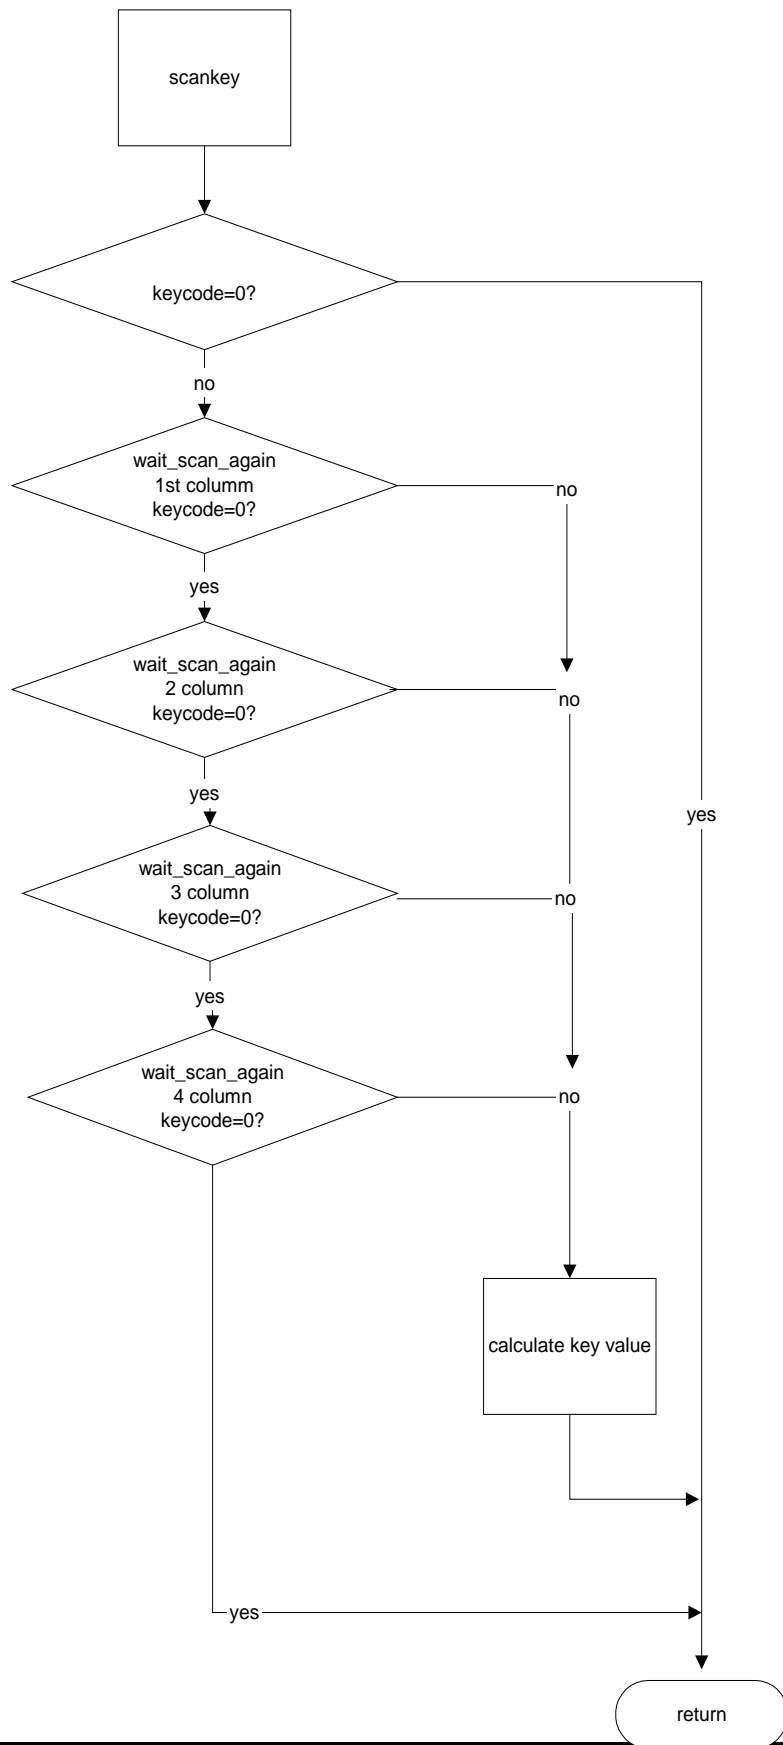 scankey
keycode=0?
no
wait_scan_again
1st columm
keycode=0?
no
yes
wait_scan_again
2 column
keycode=0?
no
yes
yes
wait_scan_again
3 column
keycode=0?
no
yes
wait_scan_again
4 column
keycode=0?
no
calculate key value
yes
return